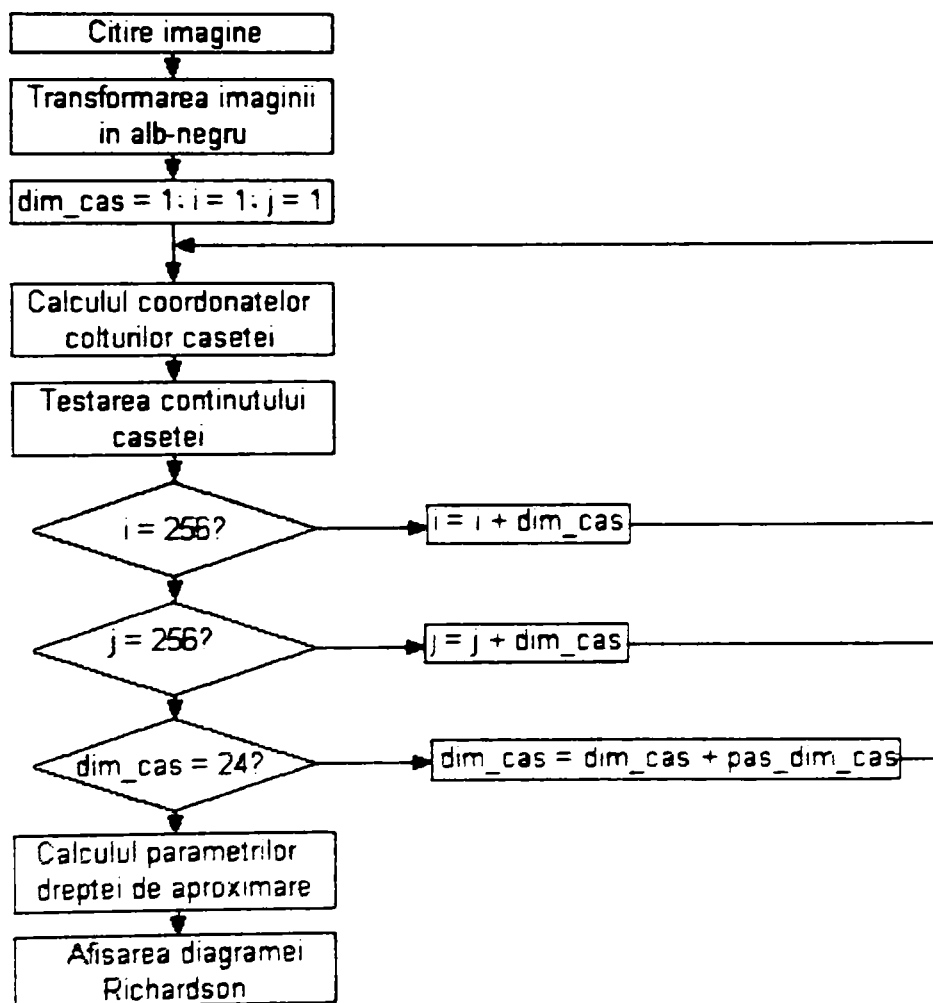 Citire imagine
Transformarea imaginii
in alb-negru
dim_cas = 1; i = 1; j = 1
Calculul coordonatelor
colturilor casetei
Testarea continutului
casetei
i = 256?
i = i + dim_cas
j = 256?
j = j + dim_cas
dim_cas = 24?
dim_cas = dim_cas + pas_dim_cas
Calculul parametrilor
dreptei de aproximare
Afisarea diagramei
Richardson